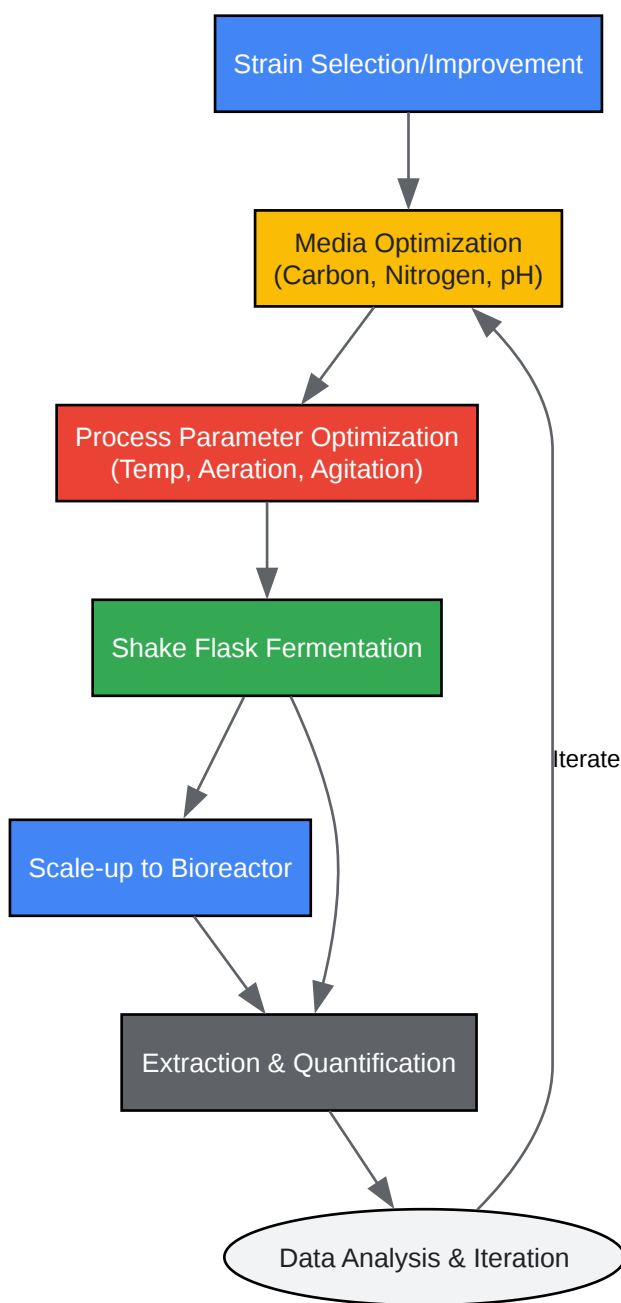 Strain Selection/Improvement
Media Optimization
(Carbon, Nitrogen, pH)
Process Parameter Optimization
(Temp, Aeration, Agitation)
Shake Flask Fermentation
Iterate
Scale-up to Bioreactor
Extraction & Quantification
Data Analysis & Iteration